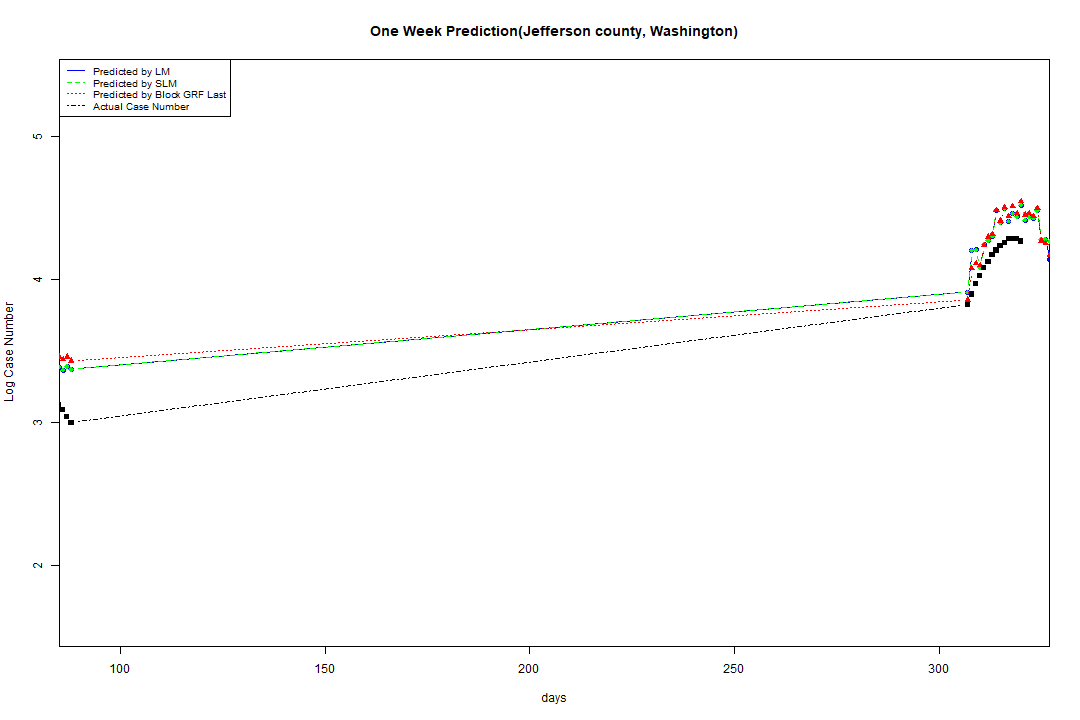 One Week Prediction(Jefferson county, Washington)
Predicted by LM
Predicted by SLM
Predicted by Block GRF Last
Actual Case Number
5
4
3
2
Log Case Number
100
150
200
250
300
days